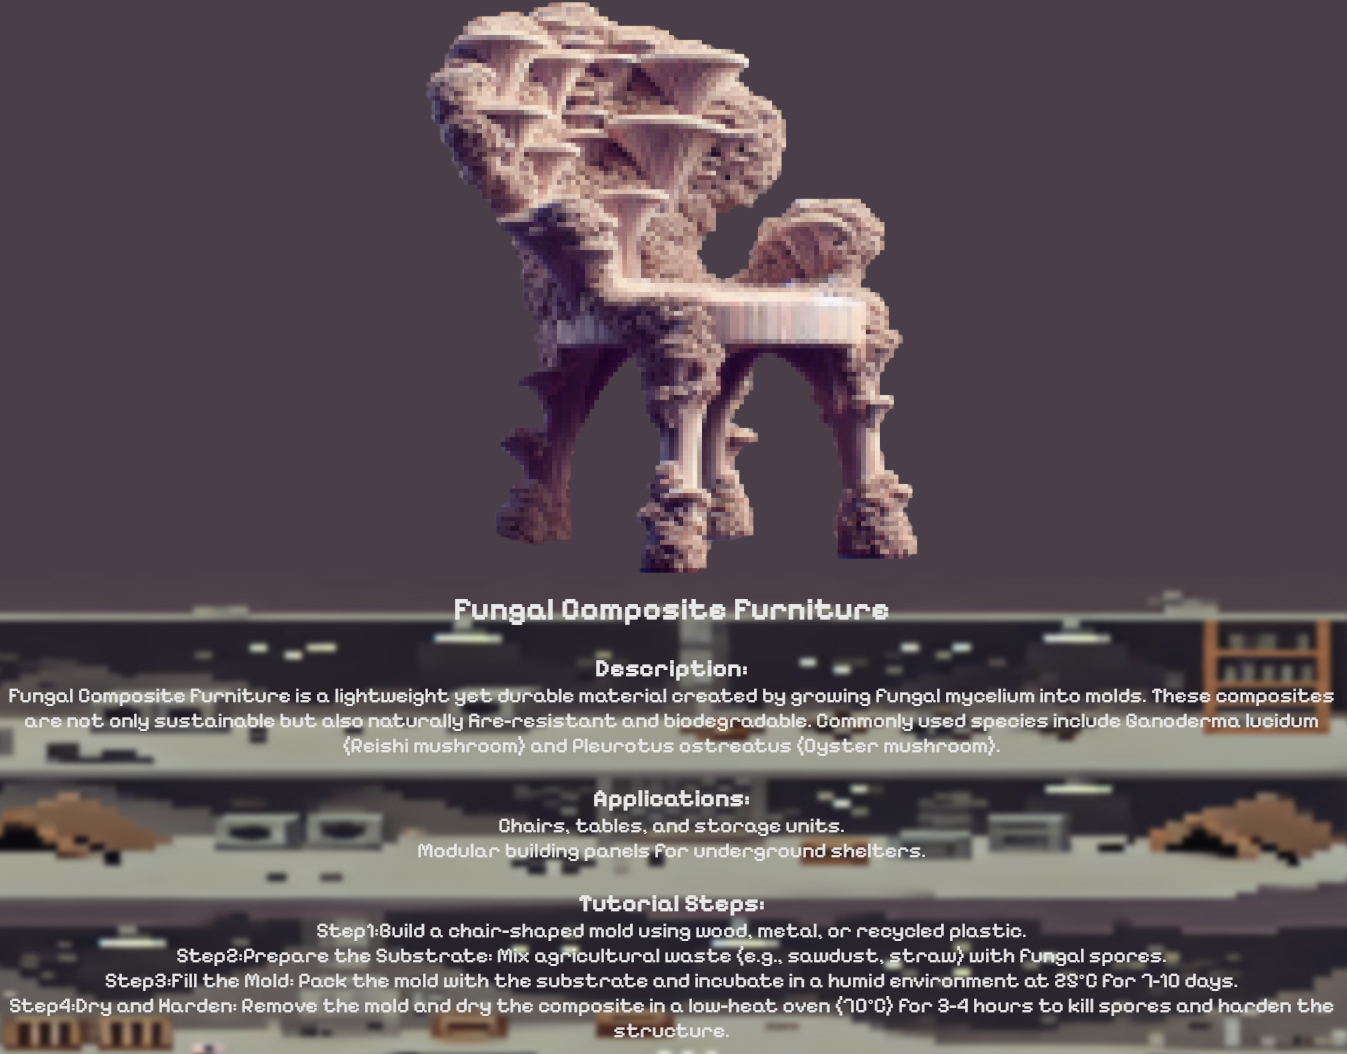 Fungal Composite Furniture
Description:
Fungal Composite Furniture is a lightweight yet durable material created by growing fungal mycelium into molds. These composites
are not only sustainable but also naturally fire-resistant and biodegradable. Commonly used species include Ganoderma lucidum
(Reishi mushroom) and Pleurotus ostreatus (Oyster mushroom).
Applications:
Chairs, tables, and storage units.
Modular building panels for underground shelters.
Tutorial Steps:
Step1:Build a chair-shaped mold using wood, metal, or recycled plastic.
Step2:Prepare the Substrate: Mix agricultural waste (e.g., sawdust, straw) with fungal spores.
Step3:Fill the Mold: Pack the mold with the substrate and incubate in a humid environment at 28°C for 7-10 days.
Step4:Dry and Harden: Remove the mold and dry the composite in a low-heat oven (70°C) for 3-4 hours to kill spores and harden the
structure.